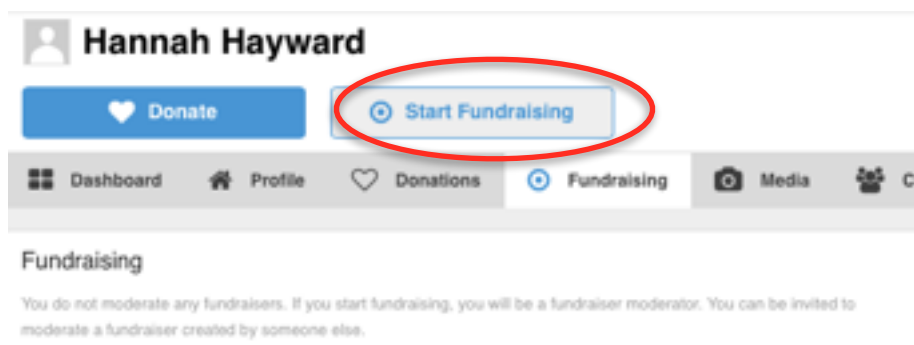 Hannah Hayward
Donate Start Fundraising
Dashboard Profile Donations Fundraising Media C
Fundraising
You do not moderate any fundraisers. If you start fundraising, you will be a fundraiser moderator. You can be invited to
moderate a fundraiser created by someone else.